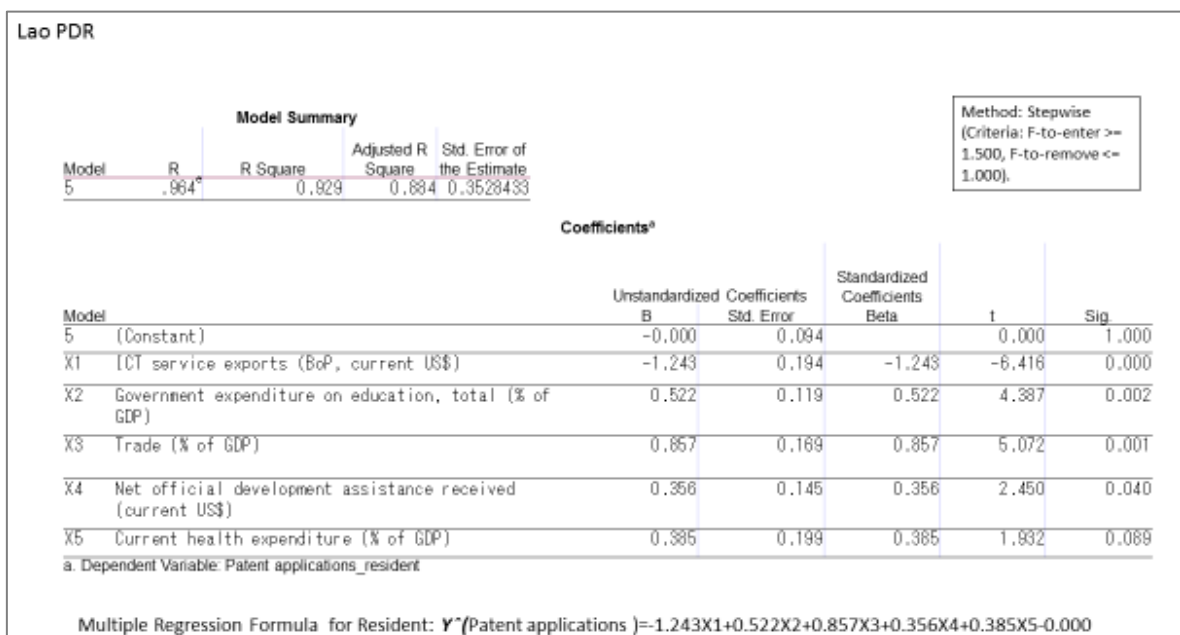 Lao PDR
Model Summary
Method: Stepwise
(Criteria: F-to-enter >=
1.500, F-to-remove <=
1.000).
Model R R Square Adjusted R Square Std. Error of the Estimate
5 .964e 0.929 0.884 0.3528433
Coefficientsa
Unstandardized Coefficients Standardized Coefficients
Model B Std. Error Beta t Sig.
5 (Constant) -0.000 0.094 0.000 1.000
X1 ICT service exports (BoP, current US$) -1.243 0.194 -1.243 -6.416 0.000
X2 Government expenditure on education, total (% of 0.522 0.119 0.522 4.387 0.002
GDP)
X3 Trade (% of GDP) 0.857 0.169 0.857 5.072 0.001
X4 Net official development assistance received 0.356 0.145 0.356 2.450 0.040
(current US$)
X5 Current health expenditure (% of GDP) 0.385 0.199 0.385 1.932 0.089
a. Dependent Variable: Patent applications_resident
Multiple Regression Formula for Resident: Yˆ(Patent applications )=-1.243X1+0.522X2+0.857X3+0.356X4+0.385X5-0.000